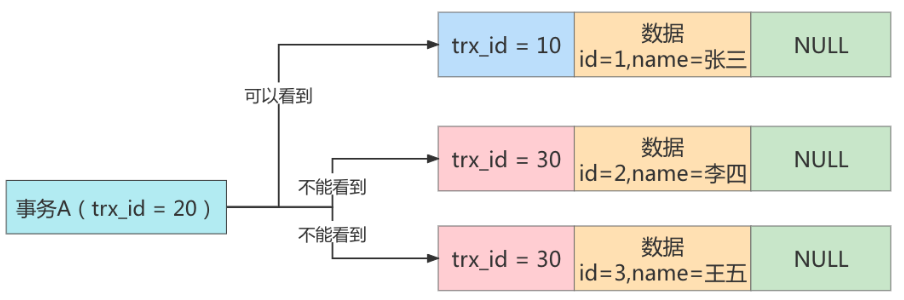 trx_id = 10
数据
id=1,name=张三
NULL
可以看到
trx_id = 30
数据
id=2,name=李四
NULL
不能看到
事务A（trx_id = 20）
不能看到
trx_id = 30
数据
id=3,name=王五
NULL